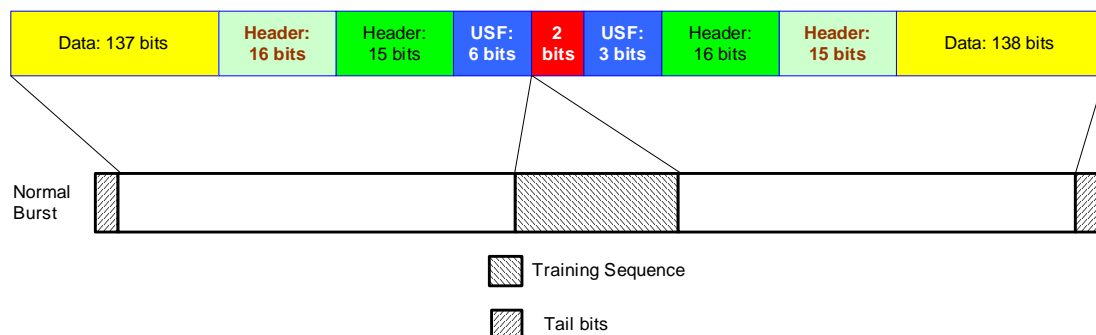 Data: 137 bits
Header:
16 bits
Header:
15 bits
USF:
6 bits
2
bits
USF:
3 bits
Header:
16 bits
Header:
15 bits
Data: 138 bits
Normal
Burst
Training Sequence
Tail bits